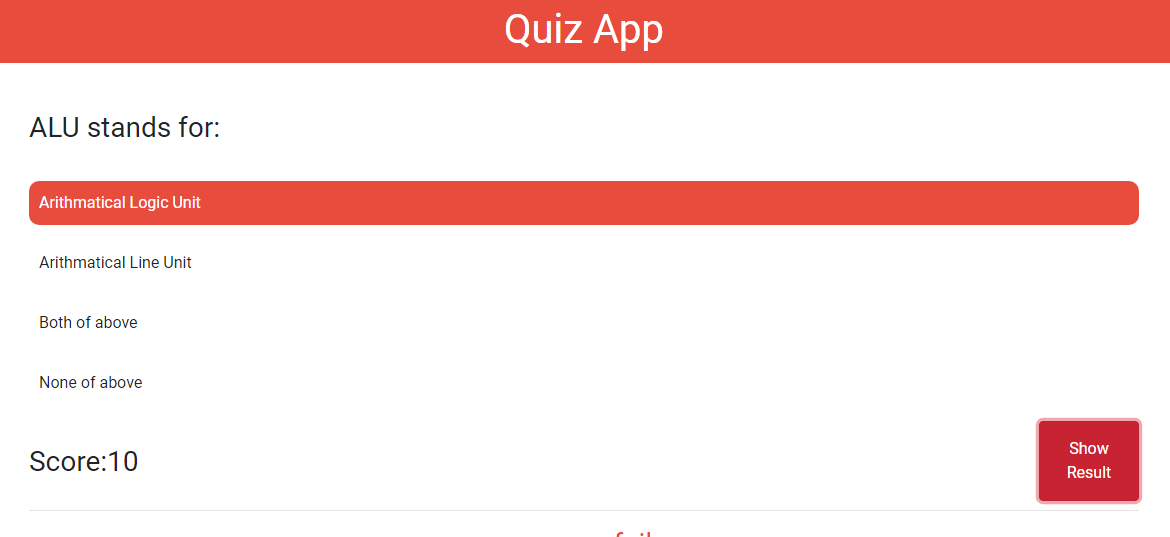 Quiz App
ALU stands for:
Arithmatical Logic Unit
Arithmatical Line Unit
Both of above
None of above
Score:10
Show
Result